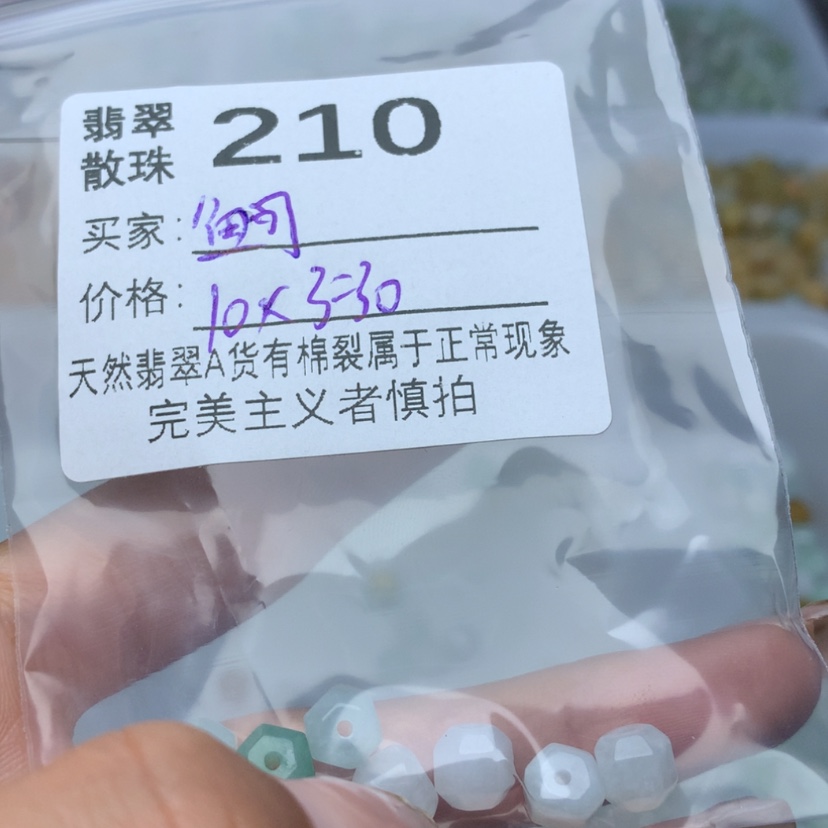 翡翠 210
散珠
买家:
价格: 10×3=30
天然翡翠A货有棉裂属于正常现象
完美主义者慎拍